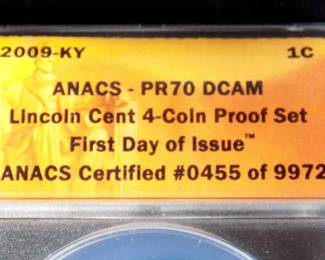 2009-KY 1C
ANACS - PR70 DCAM
Lincoln Cent 4-Coin Proof Set
First Day of Issue™
ANACS Certified #0455 of 9972